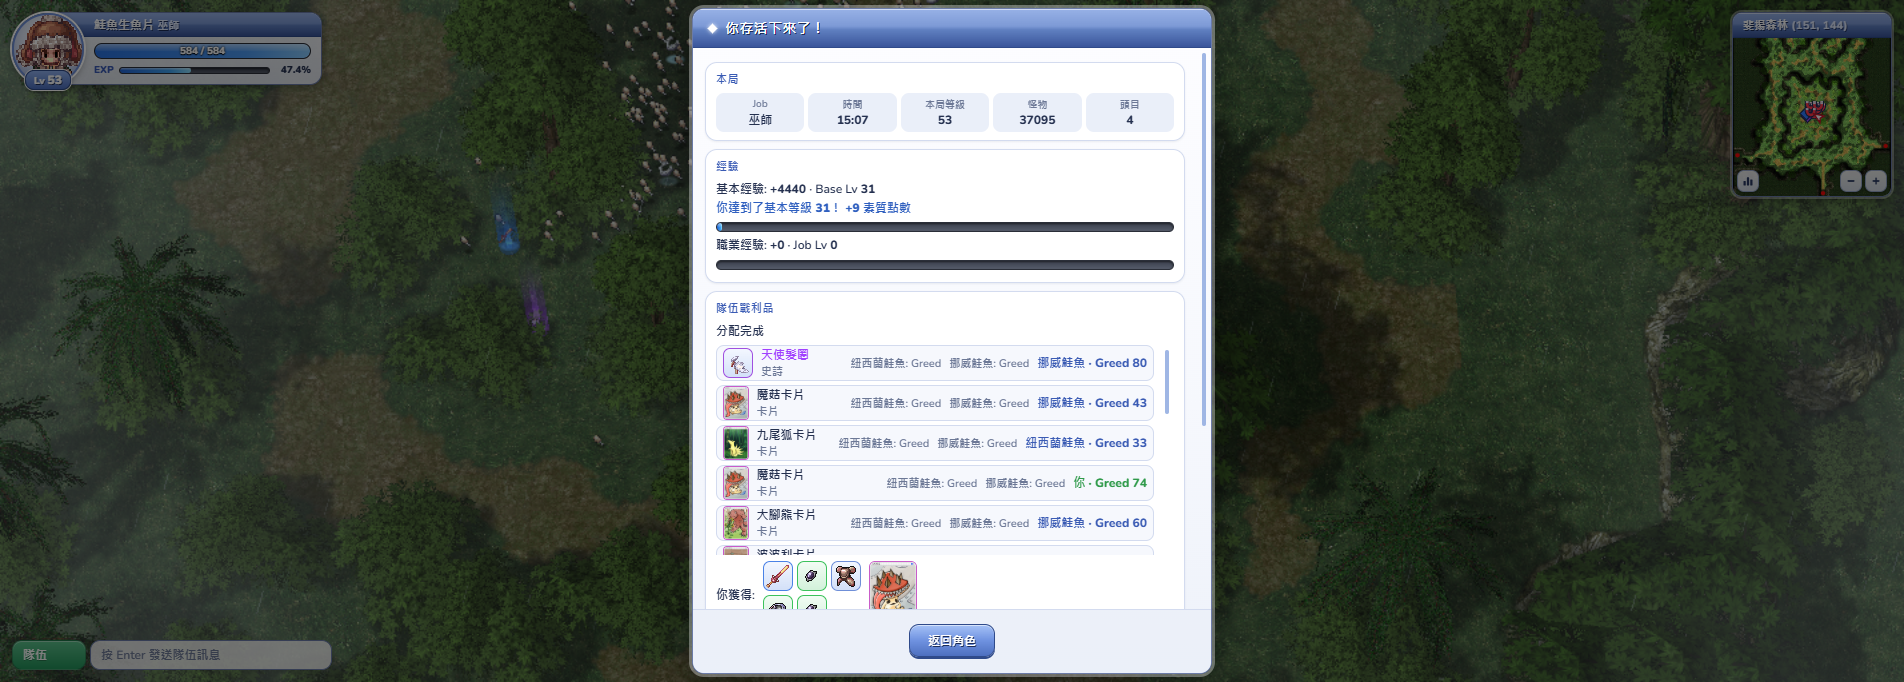 鮭魚生魚片 巫師
584 / 584
EXP 47.4%
Lv 53
你存活下來了！
斐揚森林 (151, 144)
本局
Job
巫師
時間
15:07
本局等級
53
怪物
37095
頭目
4
經驗
基本經驗: +4440 · Base Lv 31
你達到了基本等級 31！ +9 素質點數
職業經驗: +0 · Job Lv 0
隊伍戰利品
分配完成
天使髮圈
史詩
紐西蘭鮭魚: Greed 挪威鮭魚: Greed 挪威鮭魚 · Greed 80
魔菇卡片
卡片
紐西蘭鮭魚: Greed 挪威鮭魚: Greed 挪威鮭魚 · Greed 43
九尾狐卡片
卡片
紐西蘭鮭魚: Greed 挪威鮭魚: Greed 紐西蘭鮭魚 · Greed 33
魔菇卡片
卡片
紐西蘭鮭魚: Greed 挪威鮭魚: Greed 你 · Greed 74
大腳熊卡片
卡片
紐西蘭鮭魚: Greed 挪威鮭魚: Greed 挪威鮭魚 · Greed 60
波波利卡片
你獲得:
返回角色
隊伍
按 Enter 發送隊伍訊息